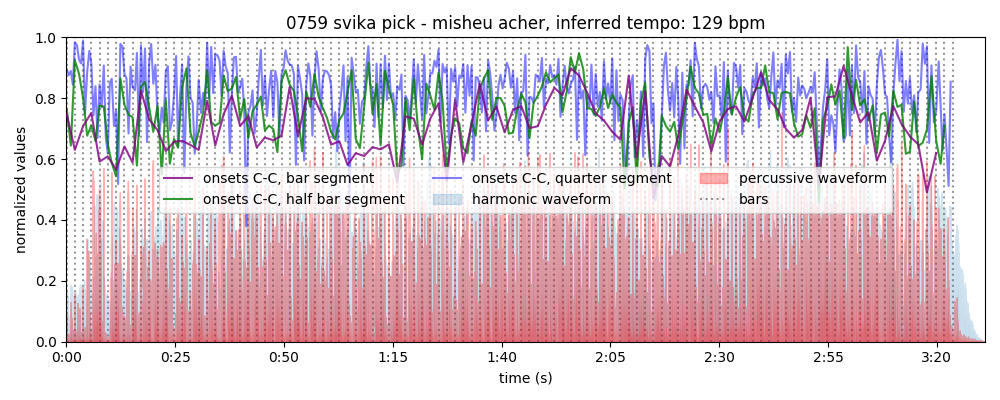 0759 svika pick - misheu acher, inferred tempo: 129 bpm
normalized values
1.0
0.8
0.6
0.4
0.2
0.0
onsets C-C, bar segment
onsets C-C, half bar segment
onsets C-C, quarter segment
harmonic waveform
percussive waveform
bars
0:00 0:25 0:50 1:15 1:40 2:05 2:30 2:55 3:20
time (s)